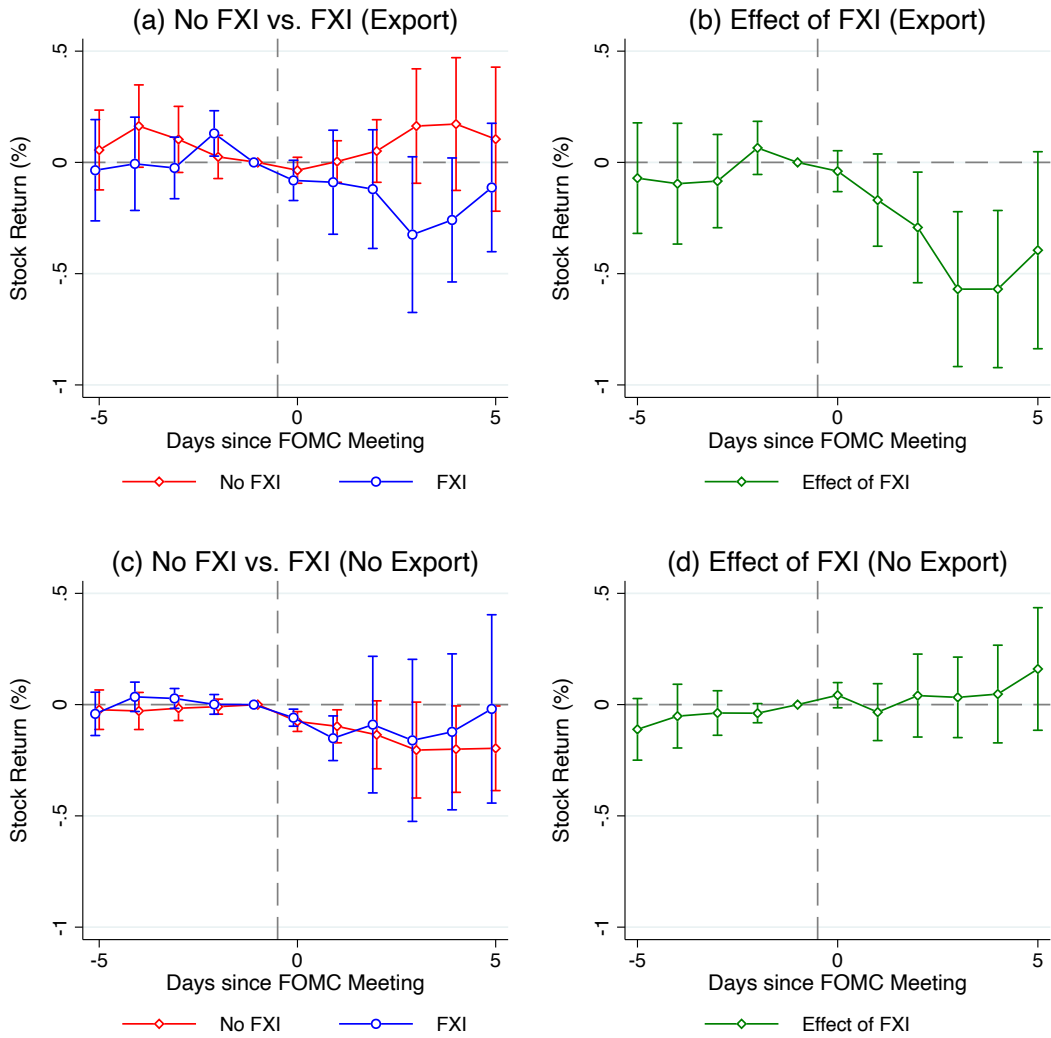 (a) No FXI vs. FXI (Export)
Stock Return (%)
.5
0
-.5
-1
-5
0
5
Days since FOMC Meeting
No FXI
FXI
(b) Effect of FXI (Export)
Stock Return (%)
.5
0
-.5
-1
-5
0
5
Days since FOMC Meeting
Effect of FXI
(c) No FXI vs. FXI (No Export)
Stock Return (%)
.5
0
-.5
-1
-5
0
5
Days since FOMC Meeting
No FXI
FXI
(d) Effect of FXI (No Export)
Stock Return (%)
.5
0
-.5
-1
-5
0
5
Days since FOMC Meeting
Effect of FXI